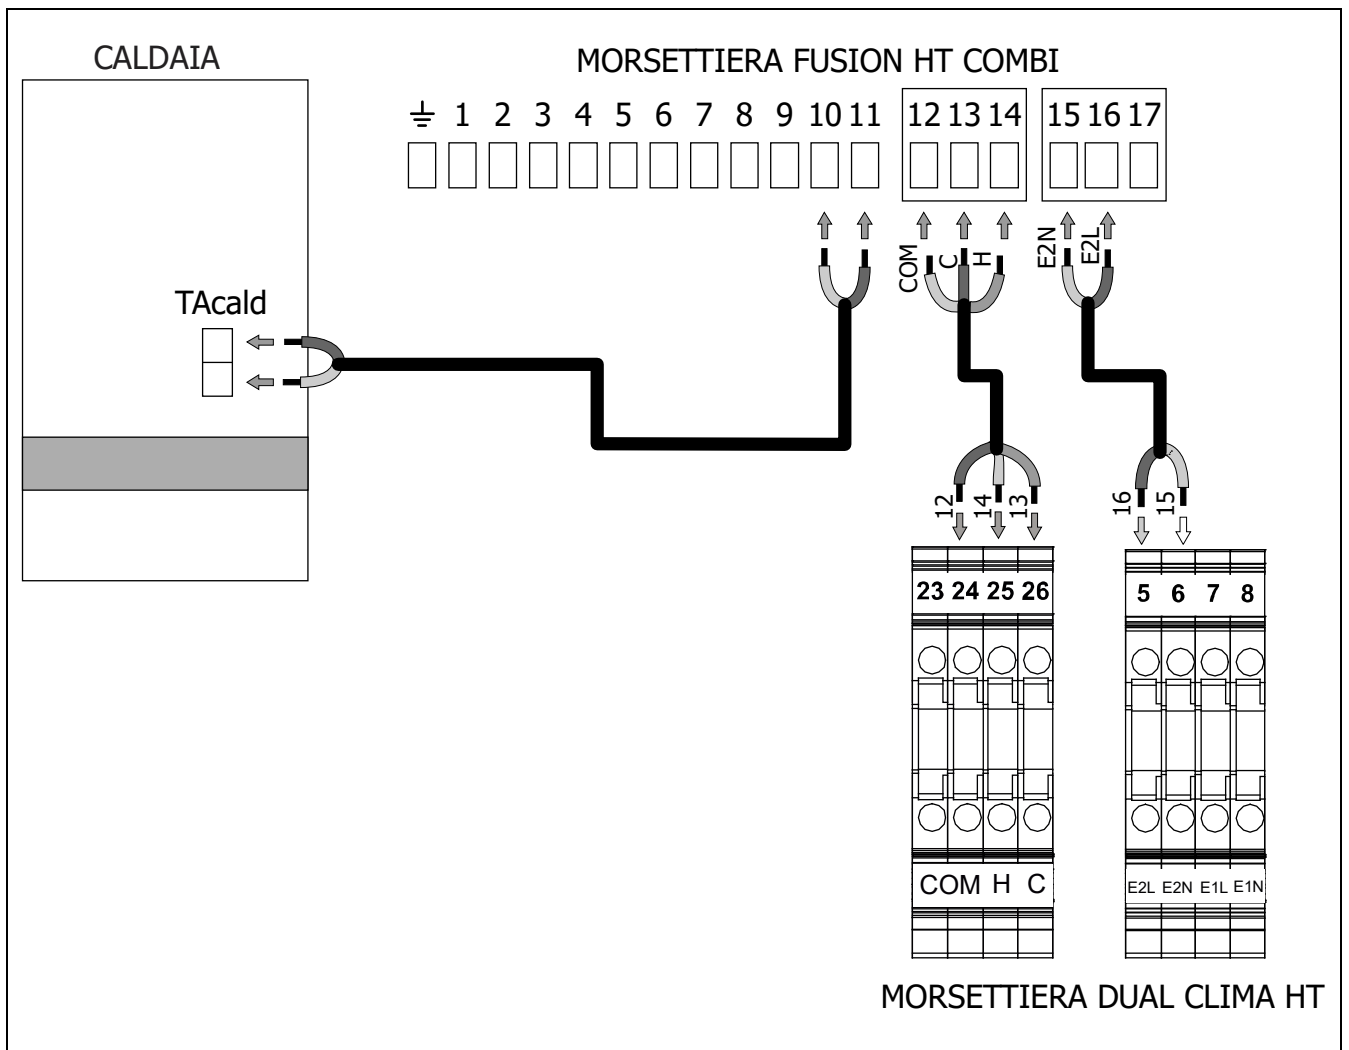 CALDAIA
MORSETTIERA FUSION HT COMBI
1 2 3 4 5 6 7 8 9 10 11 12 13 14 15 16 17
COM C H E2N E2L
TAcald
12 14 13 16 15
23 24 25 26 5 6 7 8
COM H C E2L E2N E1L E1N
MORSETTIERA DUAL CLIMA HT